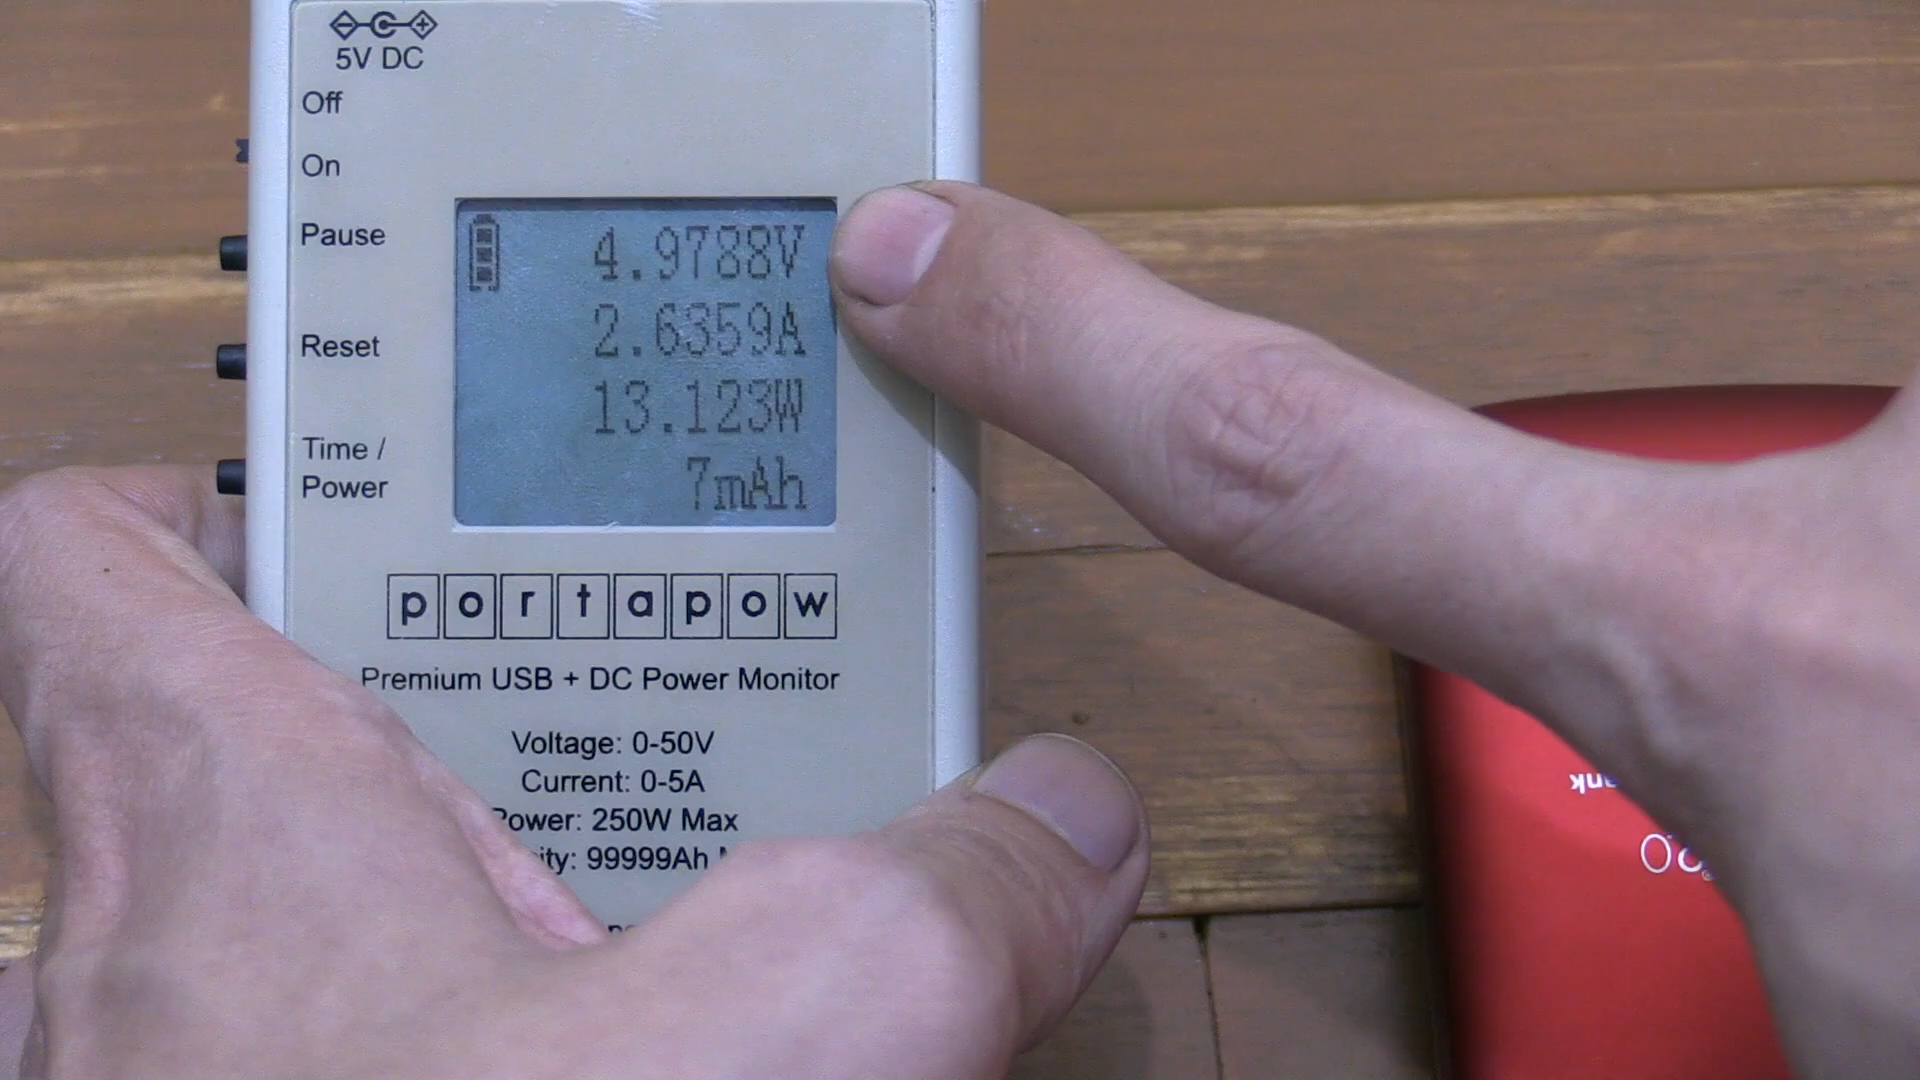 5V DC
Off
On
Pause
Reset
Time /
Power
4.9788V
2.6359A
13.123W
7mAh
portapow
Premium USB + DC Power Monitor
Voltage: 0-50V
Current: 0-5A
Power: 250W Max
99999Ah